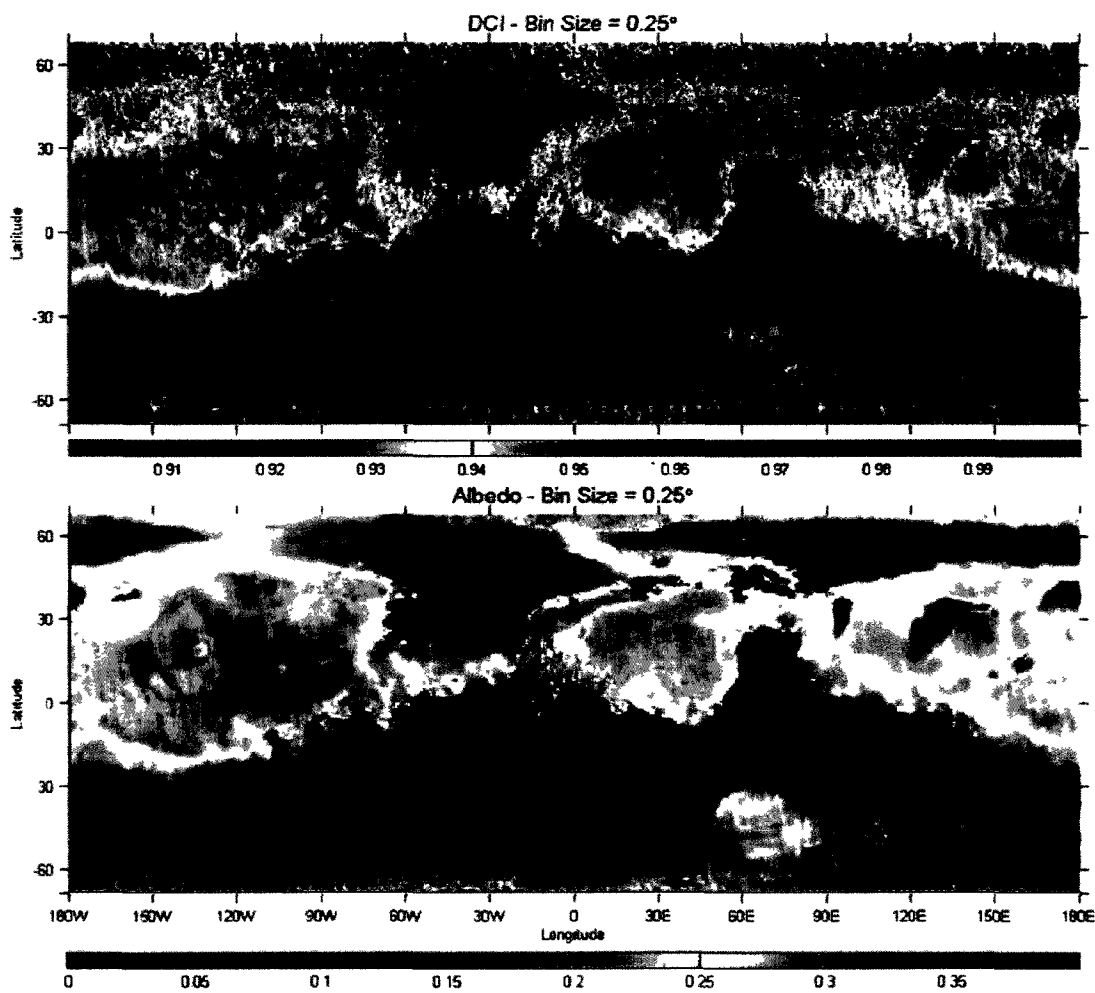 DCI - Bin Size = 0.25°
60
30
0
-30
-60
Latitude
0.91 0.92 0.93 0.94 0.95 0.96 0.97 0.98 0.99
Albedo - Bin Size = 0.25°
60
30
0
30
-60
Latitude
180W 150W 120W 90W 60W 30W 0 30E 60E 90E 120E 150E 180E
Longitude
0 0.05 0.1 0.15 0.2 0.25 0.3 0.35